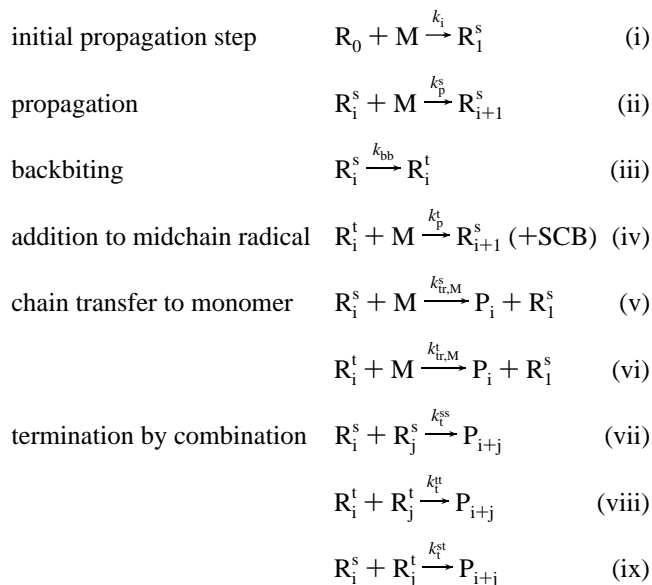 initial propagation step R₀ + M —kᵢ→ R₁ˢ (i)
propagation Rᵢˢ + M —kₚˢ→ Rᵢ₊₁ˢ (ii)
backbiting Rᵢˢ —k_bb→ Rᵢᵗ (iii)
addition to midchain radical Rᵢᵗ + M —kₚᵗ→ Rᵢ₊₁ˢ (+SCB) (iv)
chain transfer to monomer Rᵢˢ + M —k_tr,Mˢ→ Pᵢ + R₁ˢ (v)
Rᵢᵗ + M —k_tr,Mᵗ→ Pᵢ + R₁ˢ (vi)
termination by combination Rᵢˢ + Rⱼˢ —kₜˢˢ→ Pᵢ₊ⱼ (vii)
Rᵢᵗ + Rⱼᵗ —kₜᵗᵗ→ Pᵢ₊ⱼ (viii)
Rᵢˢ + Rⱼᵗ —kₜˢᵗ→ Pᵢ₊ⱼ (ix)